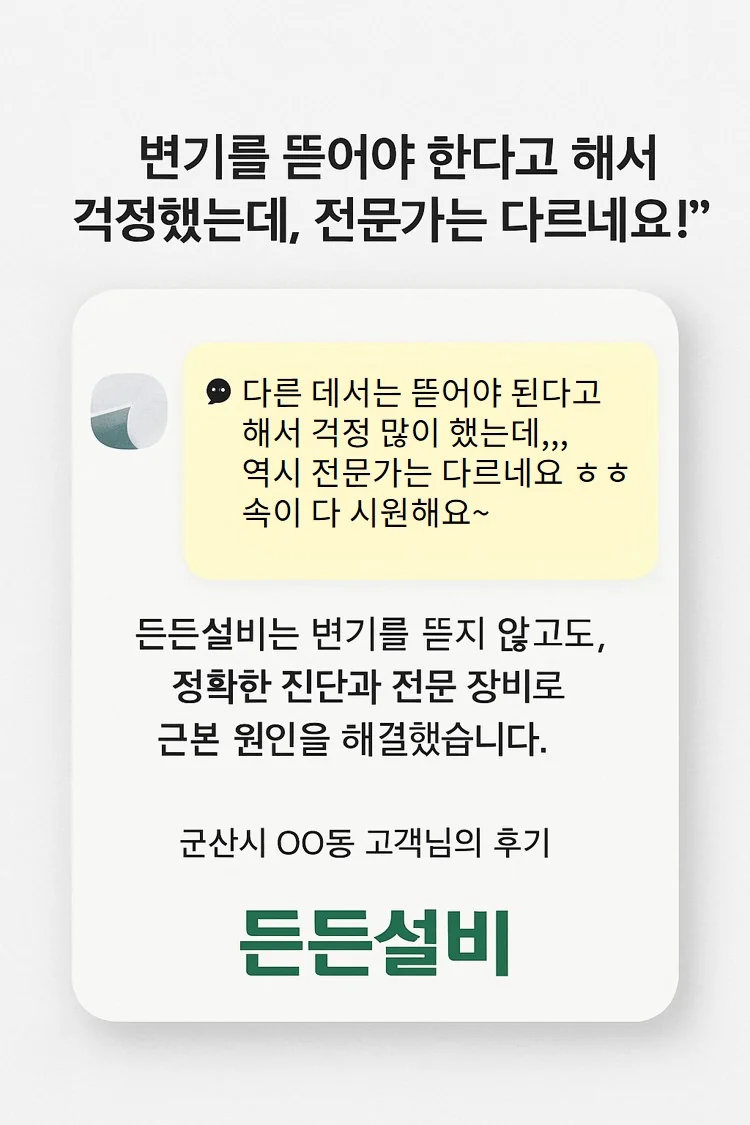 변기를 뜯어야 한다고 해서
걱정했는데, 전문가는 다르네요!”
다른 데서는 뜯어야 된다고
해서 걱정 많이 했는데,,,
역시 전문가는 다르네요 ㅎㅎ
속이 다 시원해요~
든든설비는 변기를 뜯지 않고도,
정확한 진단과 전문 장비로
근본 원인을 해결했습니다.
군산시 OO동 고객님의 후기
든든설비